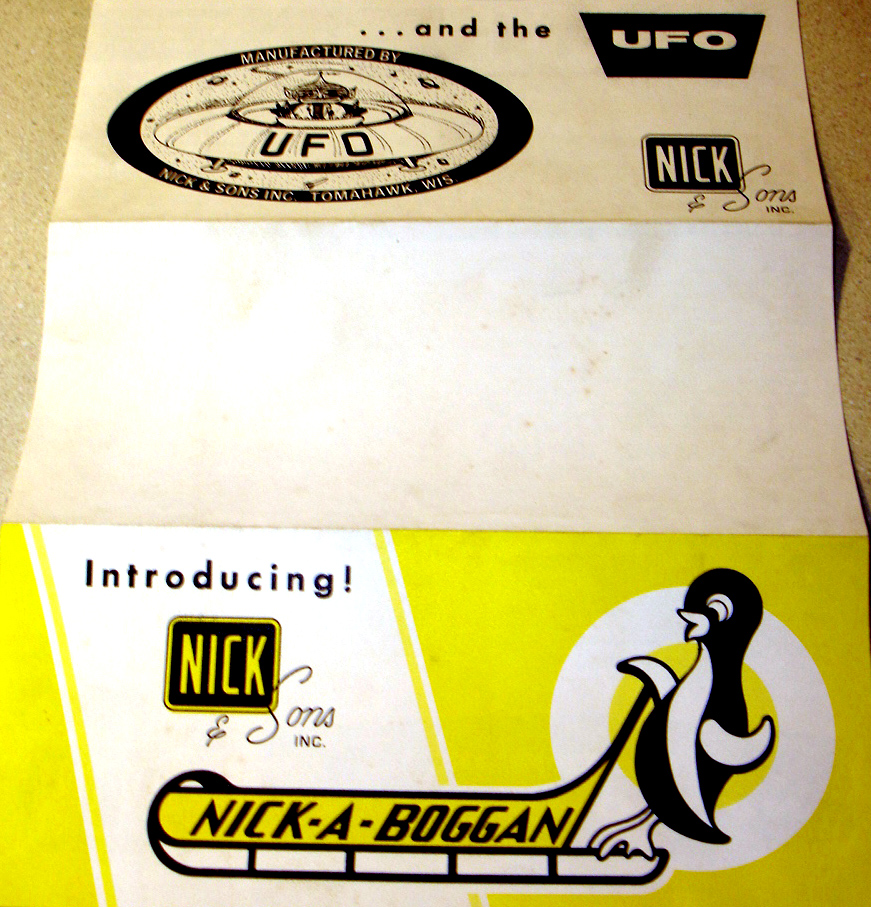 ...and the
UFO
MANUFACTURED BY
UFO
NICK & SONS INC. TOMAHAWK, WIS.
NICK
& Sons
INC.
Introducing!
NICK
& Sons
INC.
NICK-A-BOGGAN